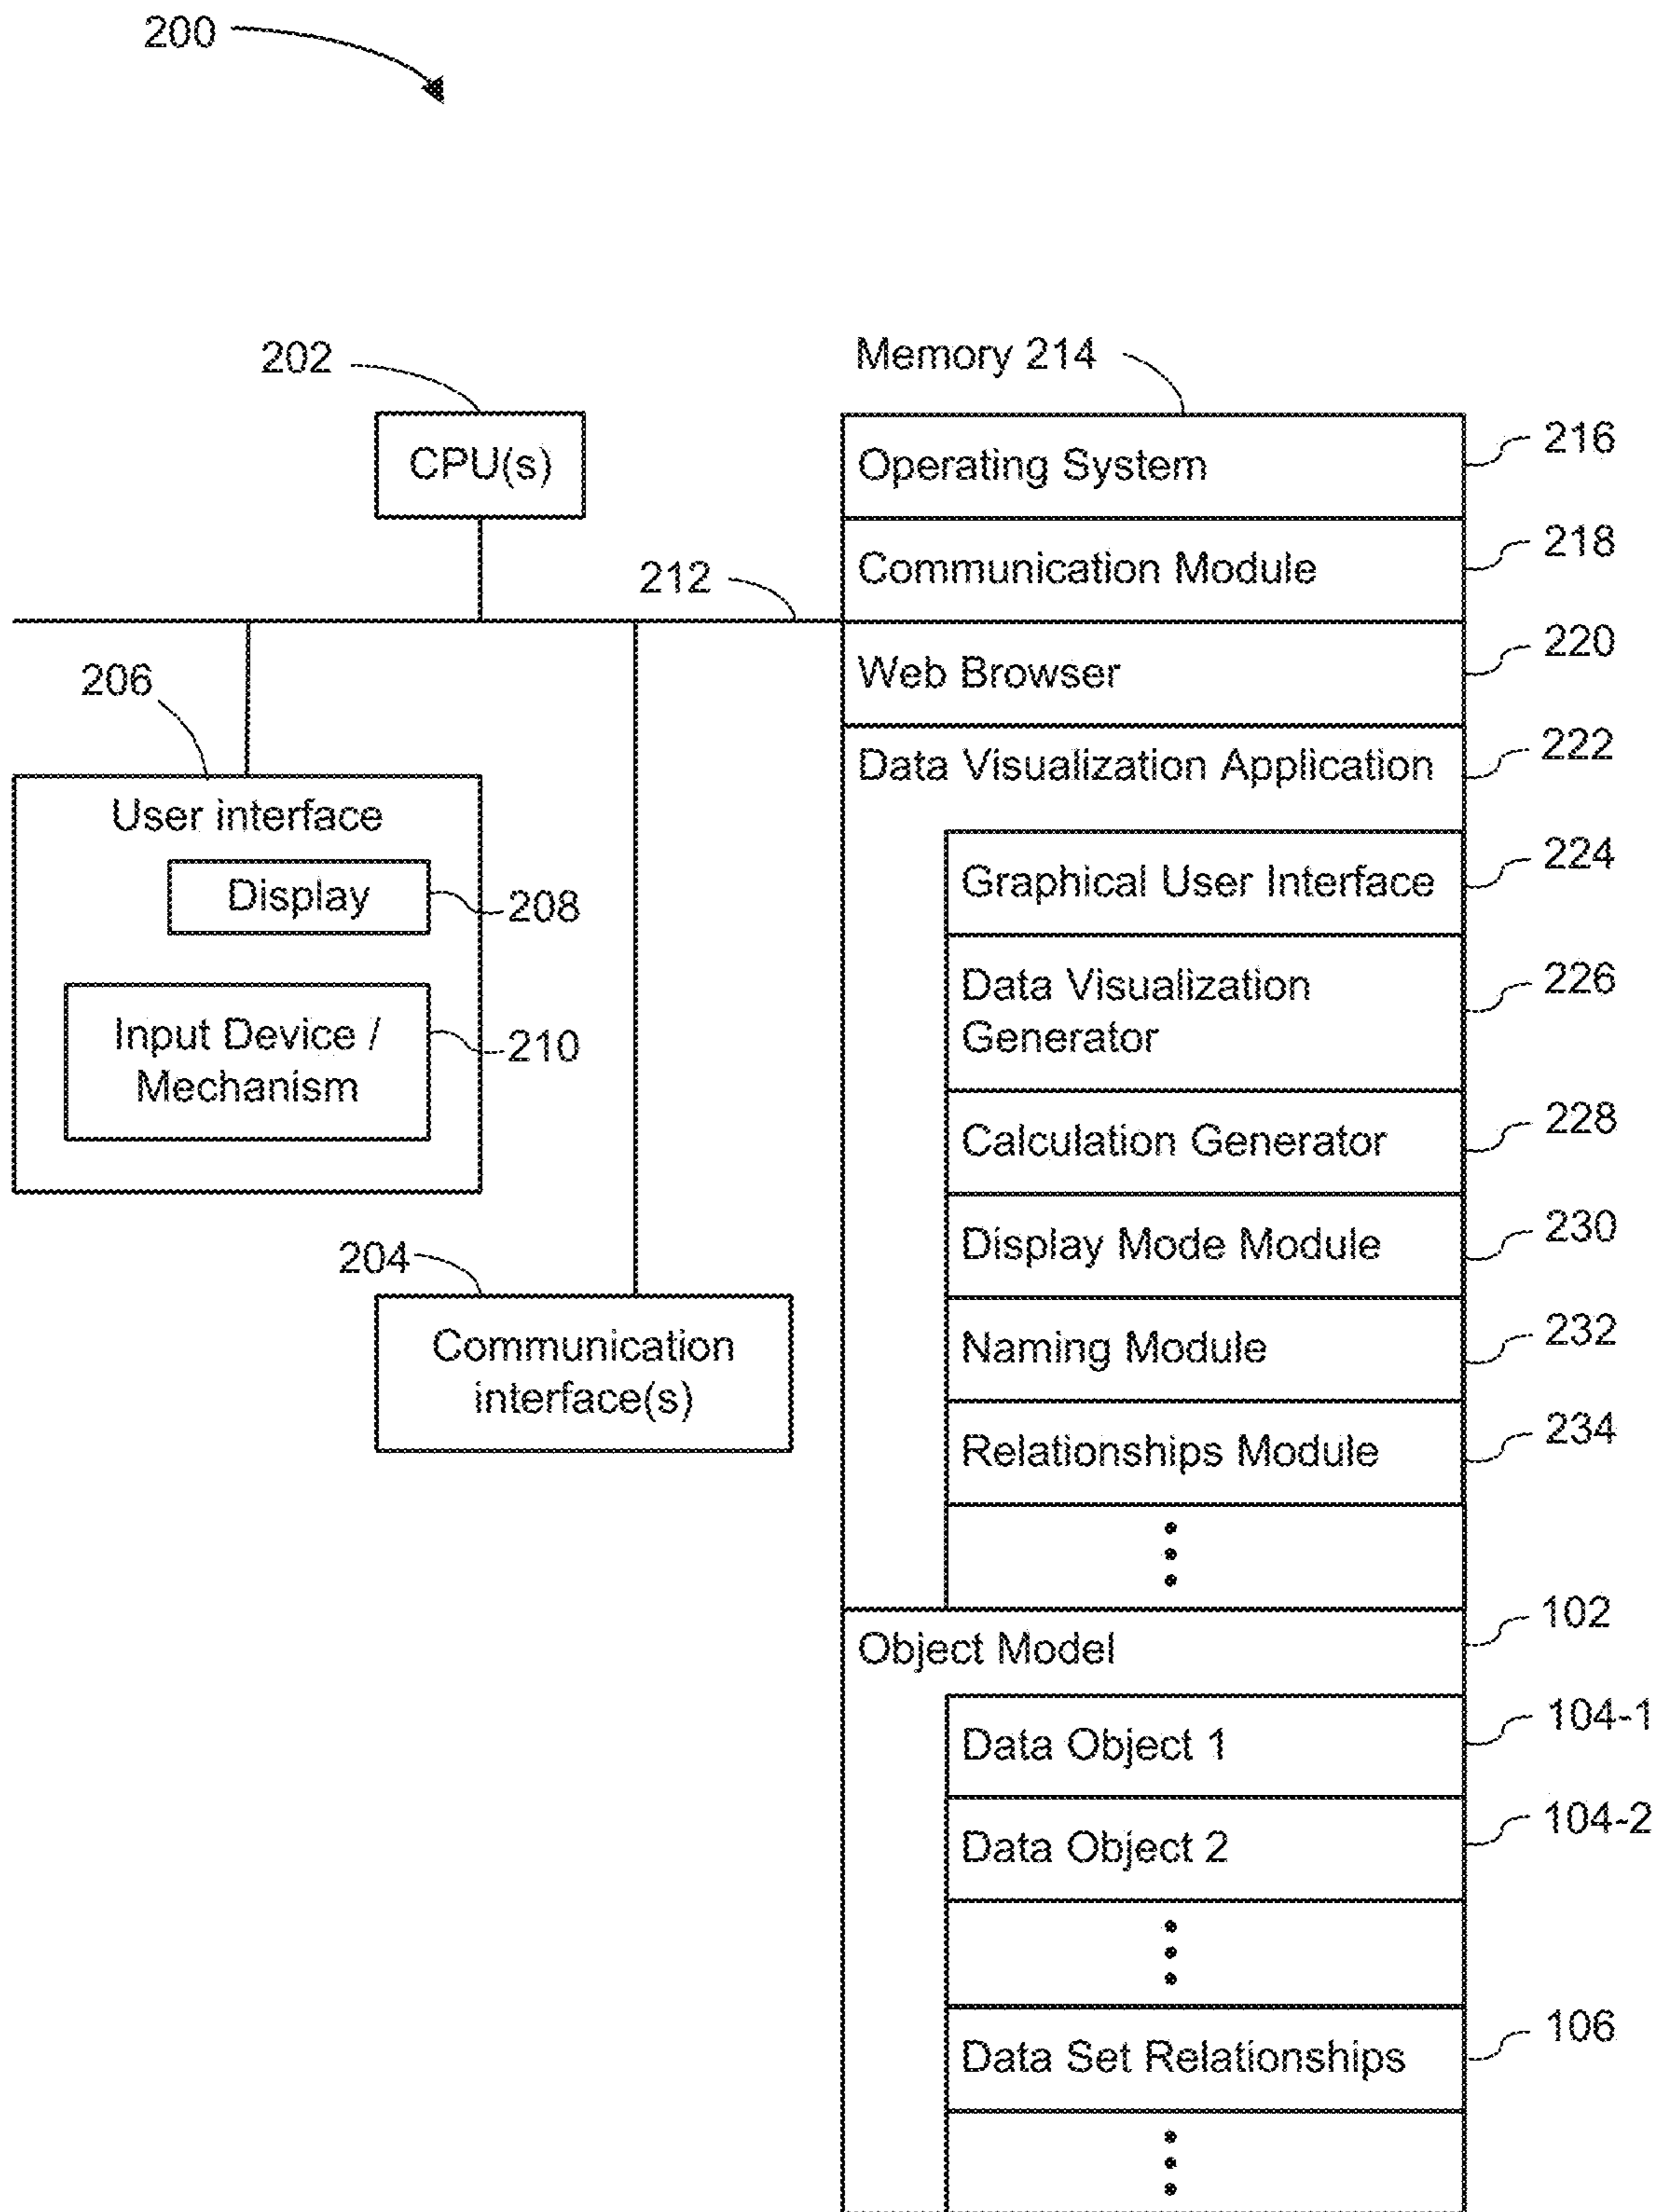 200
202
CPU(s)
212
206
User interface
Display
208
Input Device /
Mechanism
210
204
Communication
interface(s)
Memory 214
Operating System
216
Communication Module
218
Web Browser
220
Data Visualization Application
222
Graphical User Interface
224
Data Visualization
Generator
226
Calculation Generator
228
Display Mode Module
230
Naming Module
232
Relationships Module
234
Object Model
102
Data Object 1
104-1
Data Object 2
104-2
Data Set Relationships
106